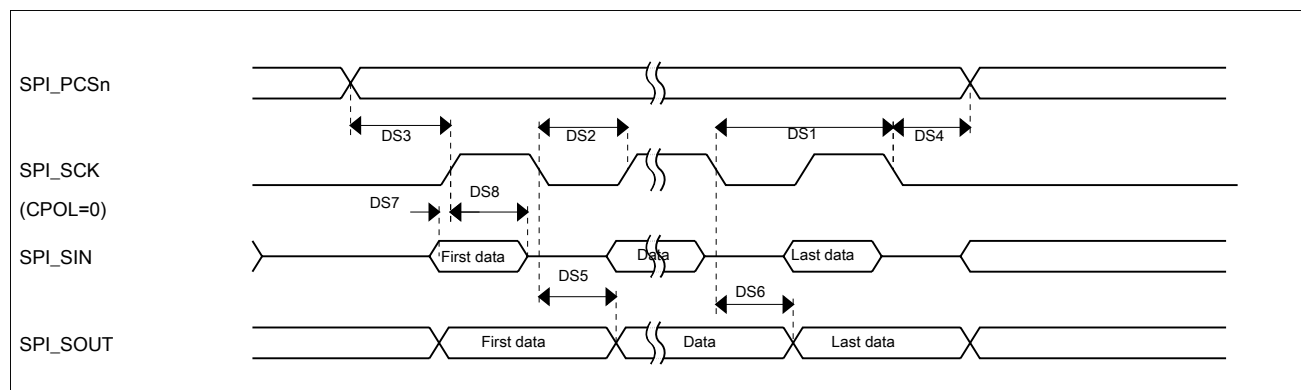 SPI_PCSn
DS3
DS2
DS1
DS4
SPI_SCK
(CPOL=0)
DS7
DS8
SPI_SIN
First data
Data
Last data
DS5
DS6
SPI_SOUT
First data
Data
Last data